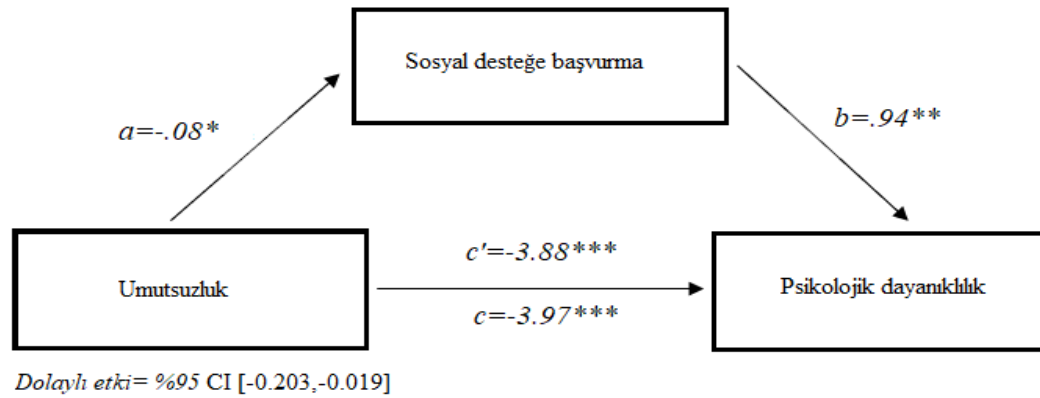 Sosyal desteğe başvurma
a=-.08*
b=.94**
Umutsuzluk
c'=-3.88***
c=-3.97***
Psikolojik dayanıklılık
Dolaylı etki= %95 CI [-0.203,-0.019]